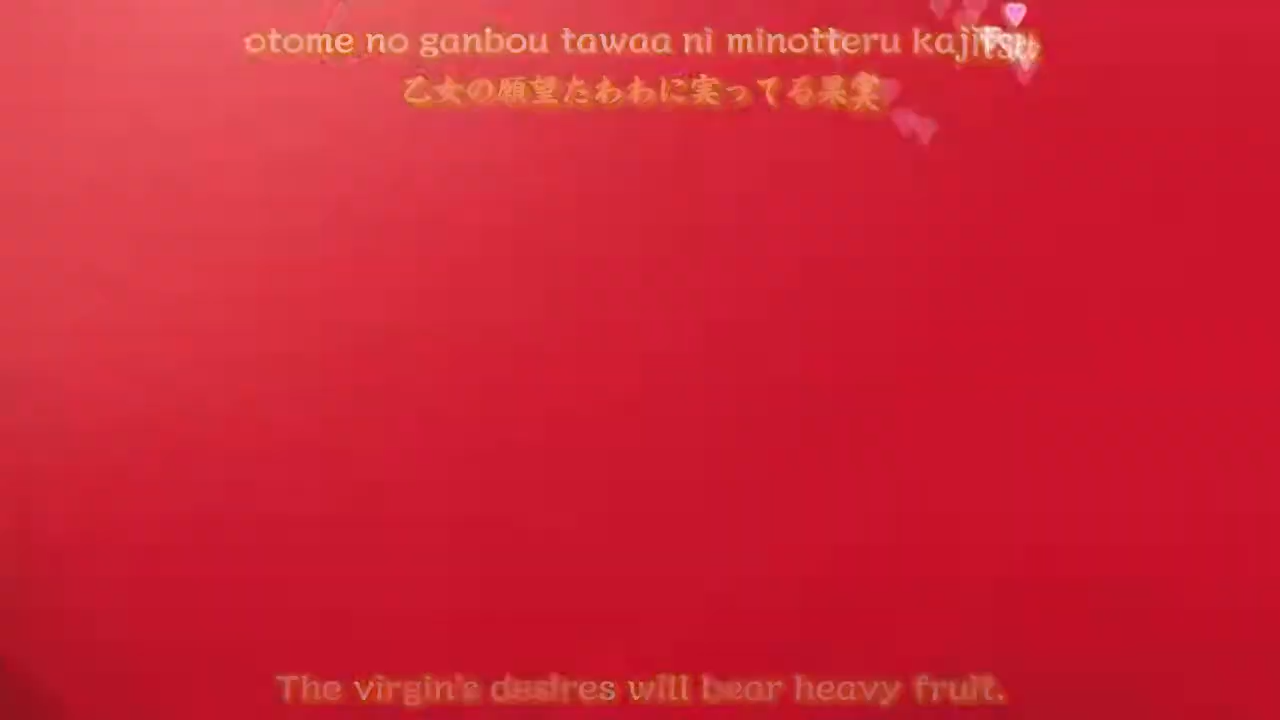 otome no ganbou tawaa ni minotteru kajitsu
乙女の願望たわわに実ってる果実
The virgin's desires will bear heavy fruit.